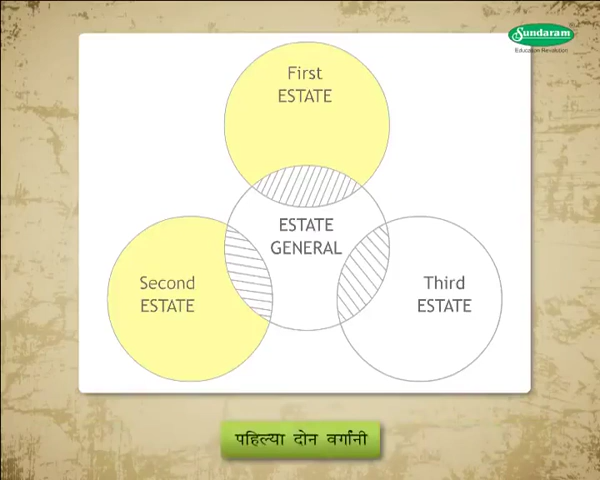 Sundaram
Education Revolution
First
ESTATE
ESTATE
GENERAL
Second
ESTATE
Third
ESTATE
पहिल्या दोन वर्गांनी